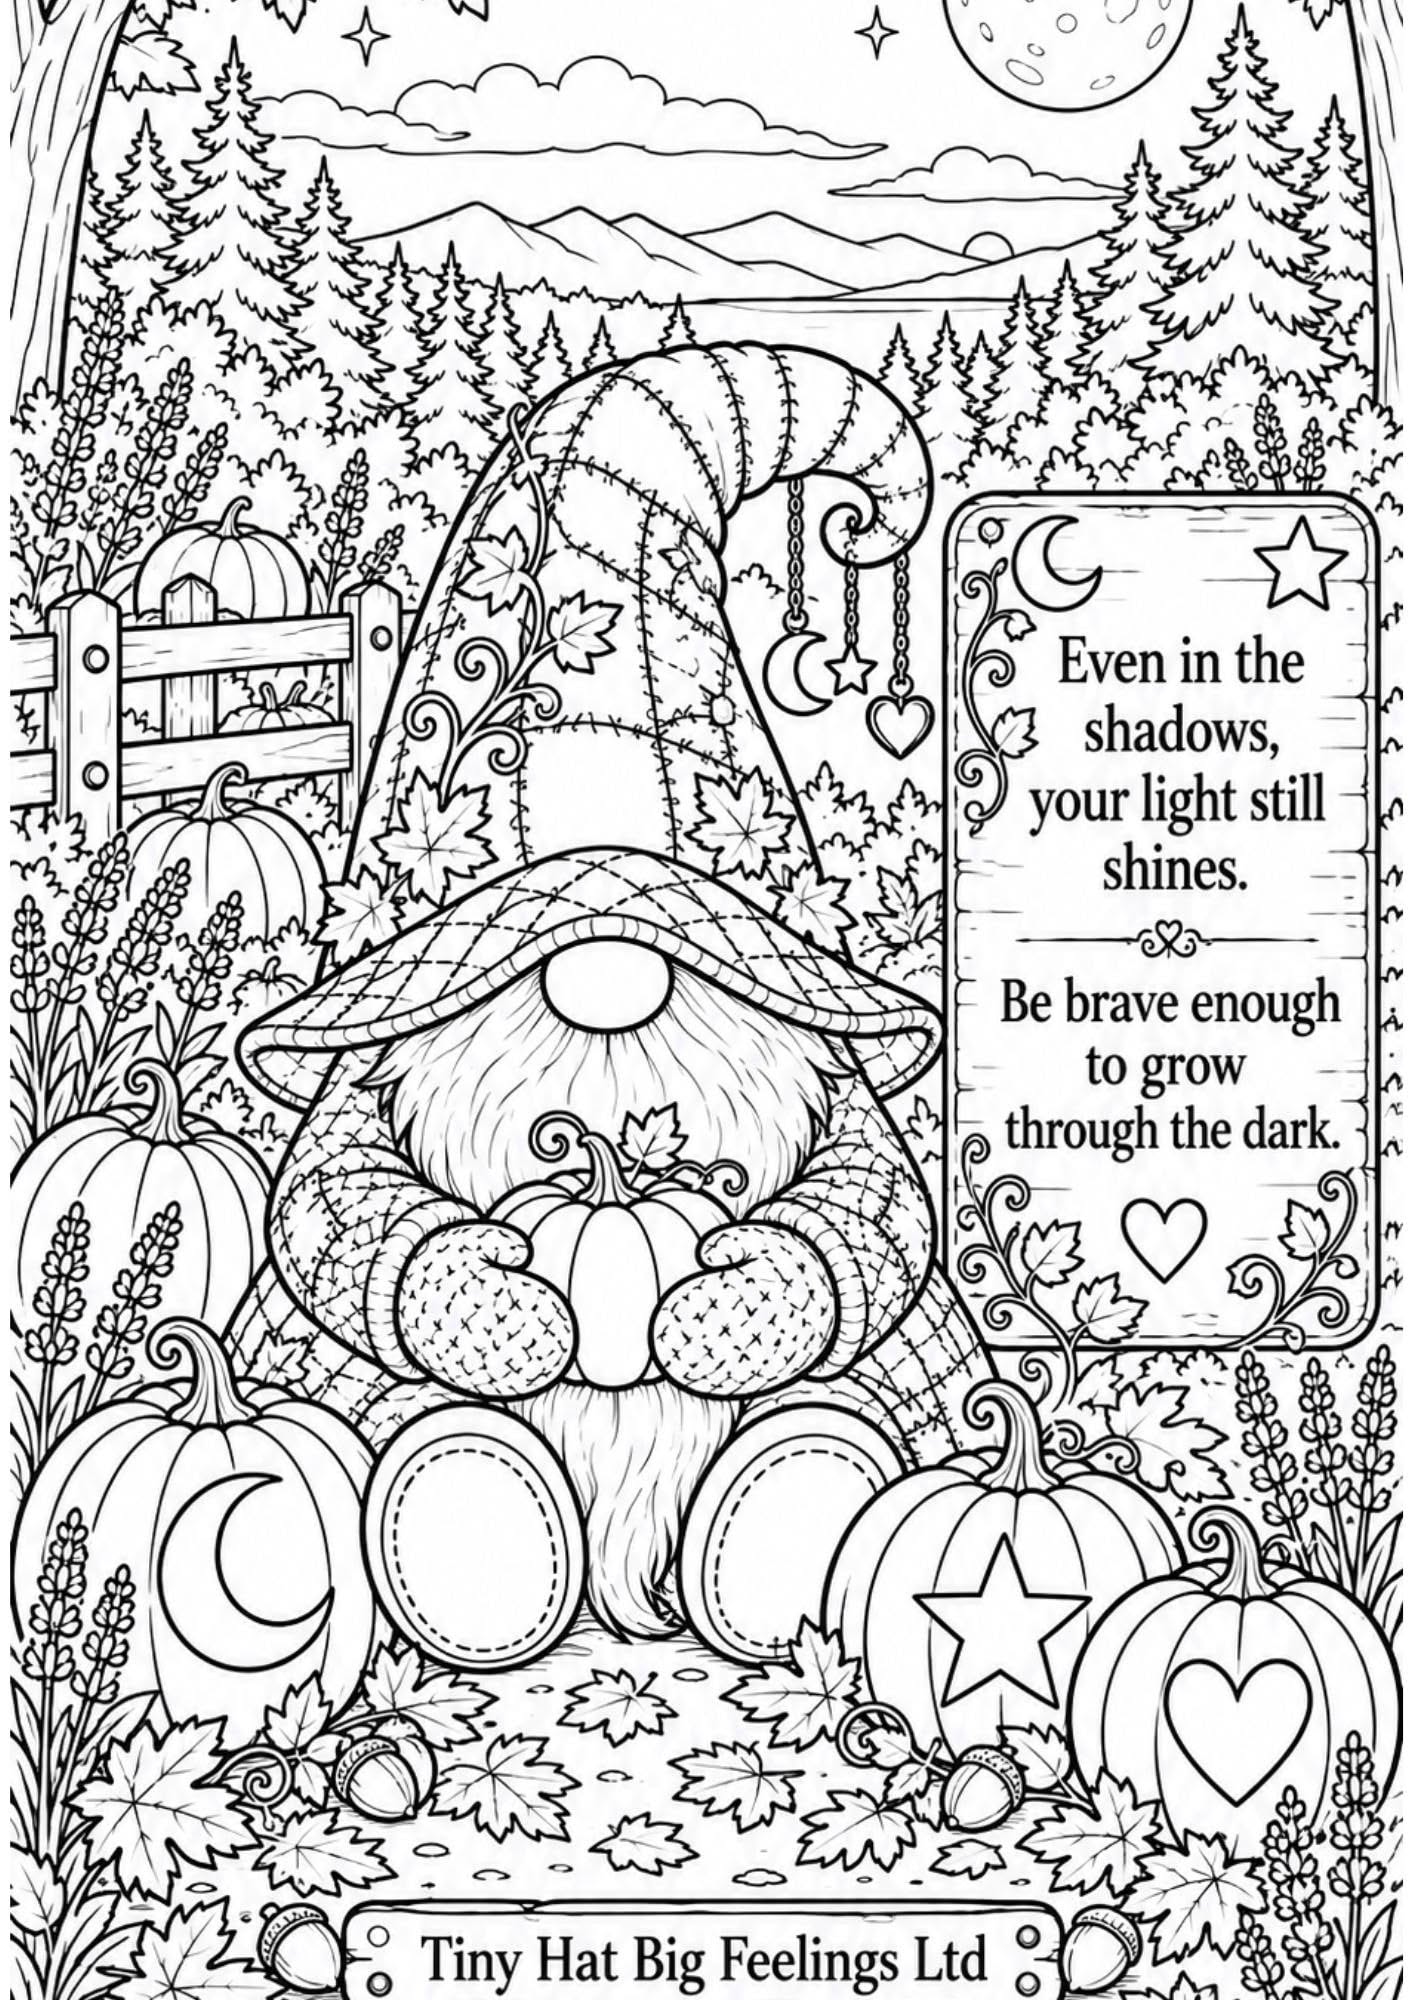 Even in the
shadows,
your light still
shines.
Be brave enough
to grow
through the dark.
Tiny Hat Big Feelings Ltd